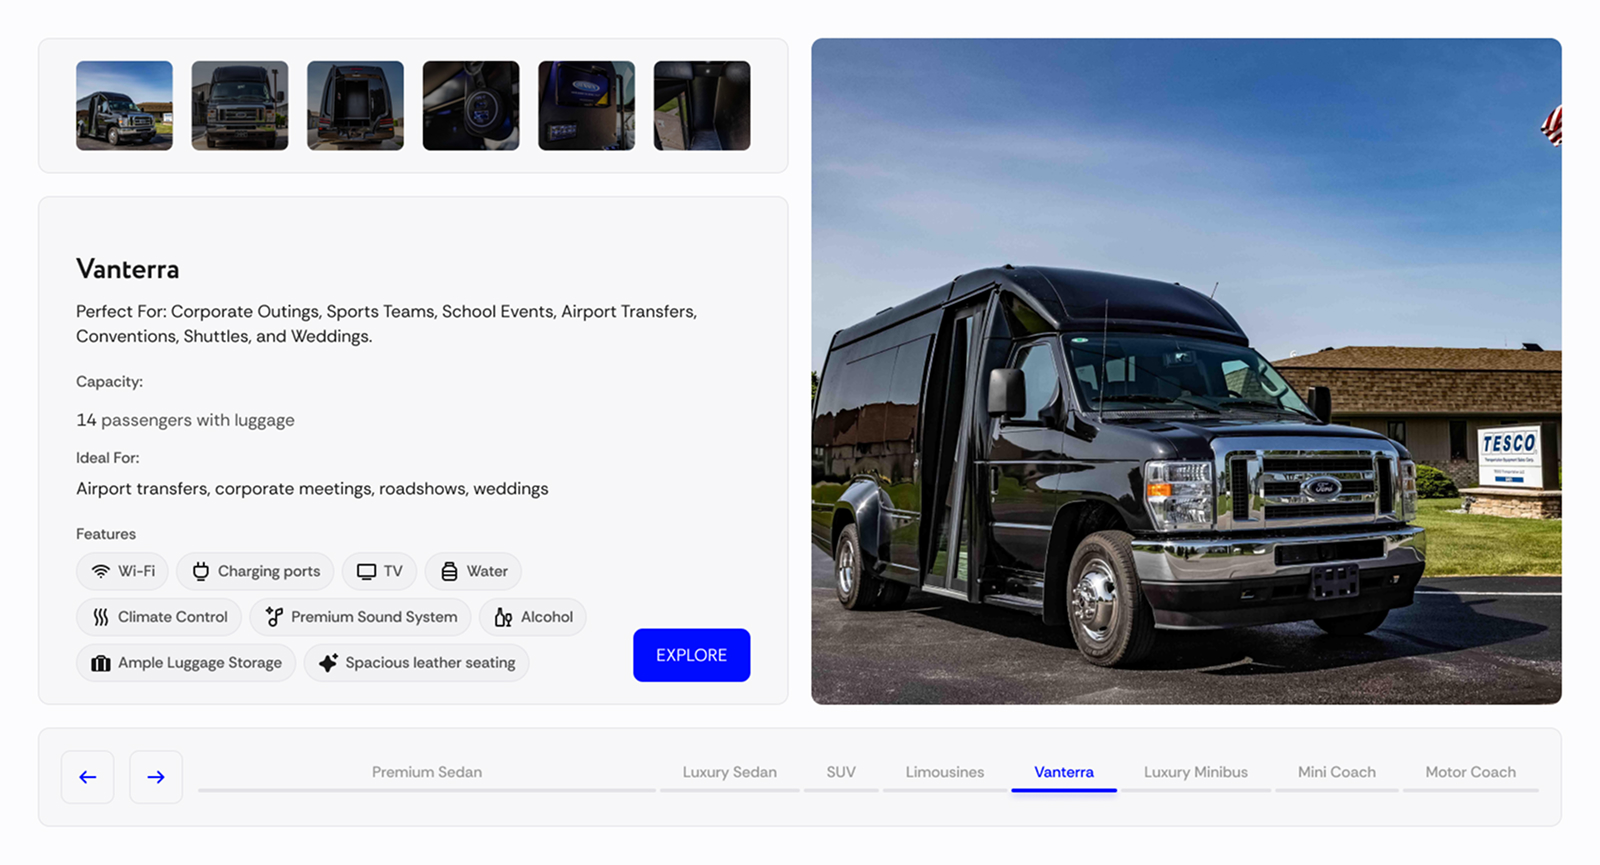 Vanterra
Perfect For: Corporate Outings, Sports Teams, School Events, Airport Transfers,
Conventions, Shuttles, and Weddings.
Capacity:
14 passengers with luggage
Ideal For:
Airport transfers, corporate meetings, roadshows, weddings
Features
Wi-Fi
Charging ports
TV
Water
Climate Control
Premium Sound System
Alcohol
Ample Luggage Storage
Spacious leather seating
EXPLORE
TESCO
Ford
Premium Sedan
Luxury Sedan
SUV
Limousines
Vanterra
Luxury Minibus
Mini Coach
Motor Coach